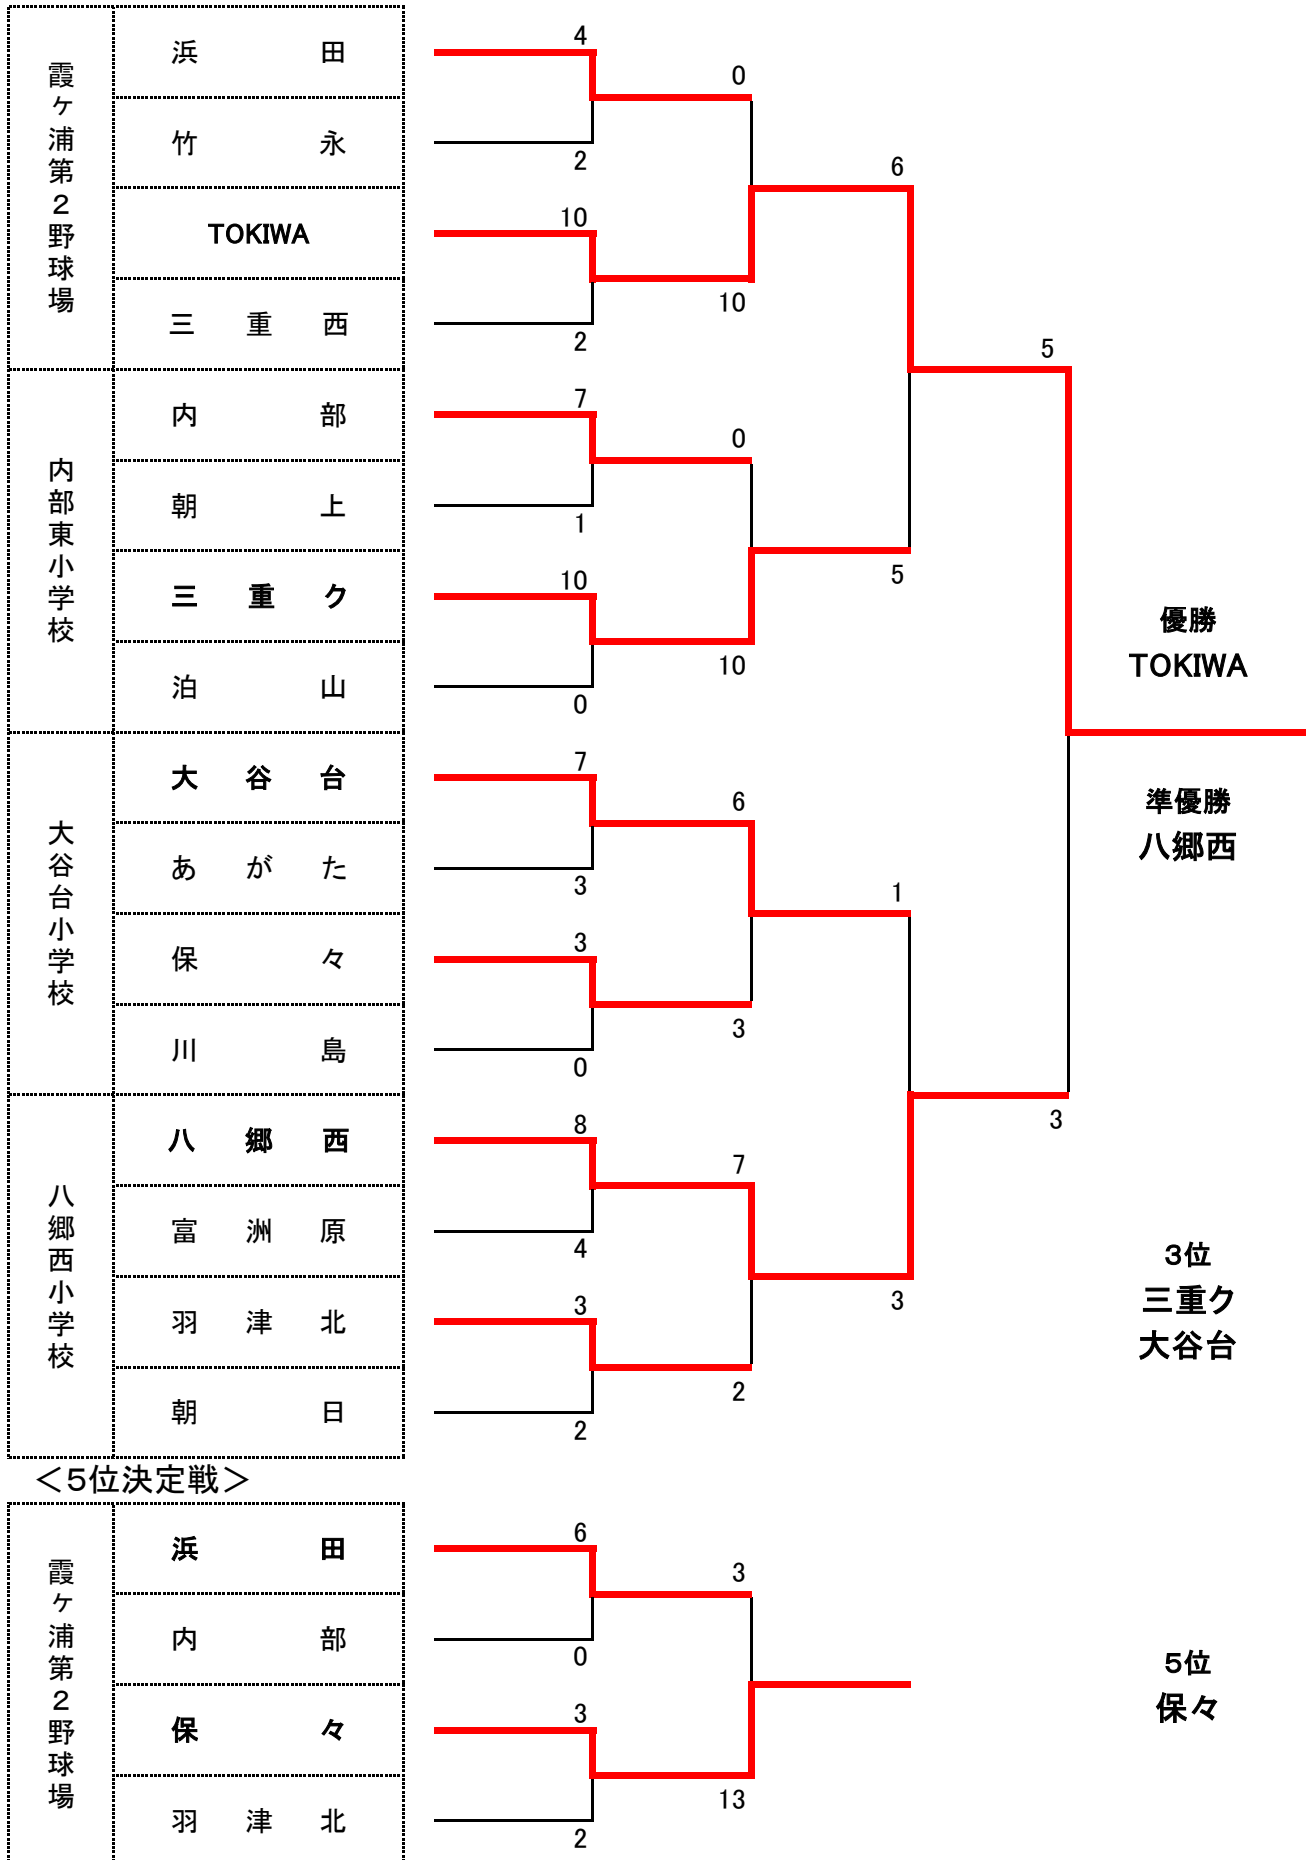 霞ヶ浦第2野球場
浜田
4
0
竹永
2
6
TOKIWA
10
10
三重西
2
5
内部東小学校
内部
7
0
朝上
1
5
三重ク
10
10
泊山
0
優勝
TOKIWA
準優勝
八郷西
大谷台小学校
大谷台
7
6
あがた
3
1
保々
3
3
川島
0
3
八郷西小学校
八郷西
8
7
富洲原
4
3
羽津北
3
2
朝日
2
3位
三重ク
大谷台
<5位決定戦>
霞ヶ浦第2野球場
浜田
6
3
内部
0
保々
3
13
羽津北
2
5位
保々